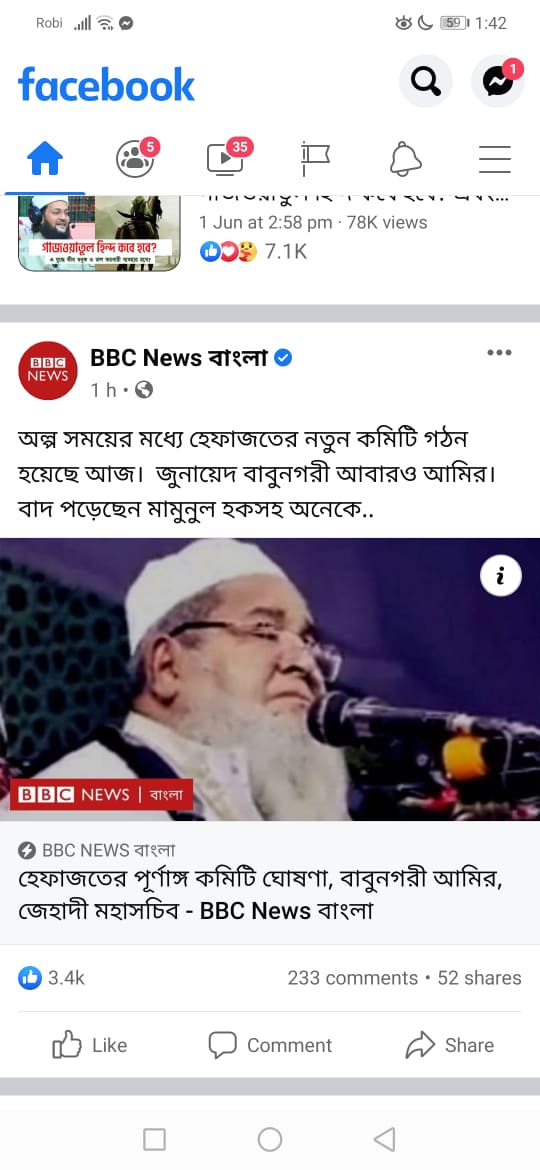 Robi 59 1:42
facebook
1
5 35
1 Jun at 2:58 pm · 78K views
গাজওয়াতুল হিন্দ কবে হবে?
7.1K
BBC NEWS
BBC News বাংলা
1 h ·
অল্প সময়ের মধ্যে হেফাজতের নতুন কমিটি গঠন
হয়েছে আজ। জুনায়েদ বাবুনগরী আবারও আমির।
বাদ পড়েছেন মামুনুল হকসহ অনেকে..
BBC NEWS | বাংলা
BBC NEWS বাংলা
হেফাজতের পূর্ণাঙ্গ কমিটি ঘোষণা, বাবুনগরী আমির,
জেহাদী মহাসচিব - BBC News বাংলা
3.4k 233 comments • 52 shares
Like Comment Share